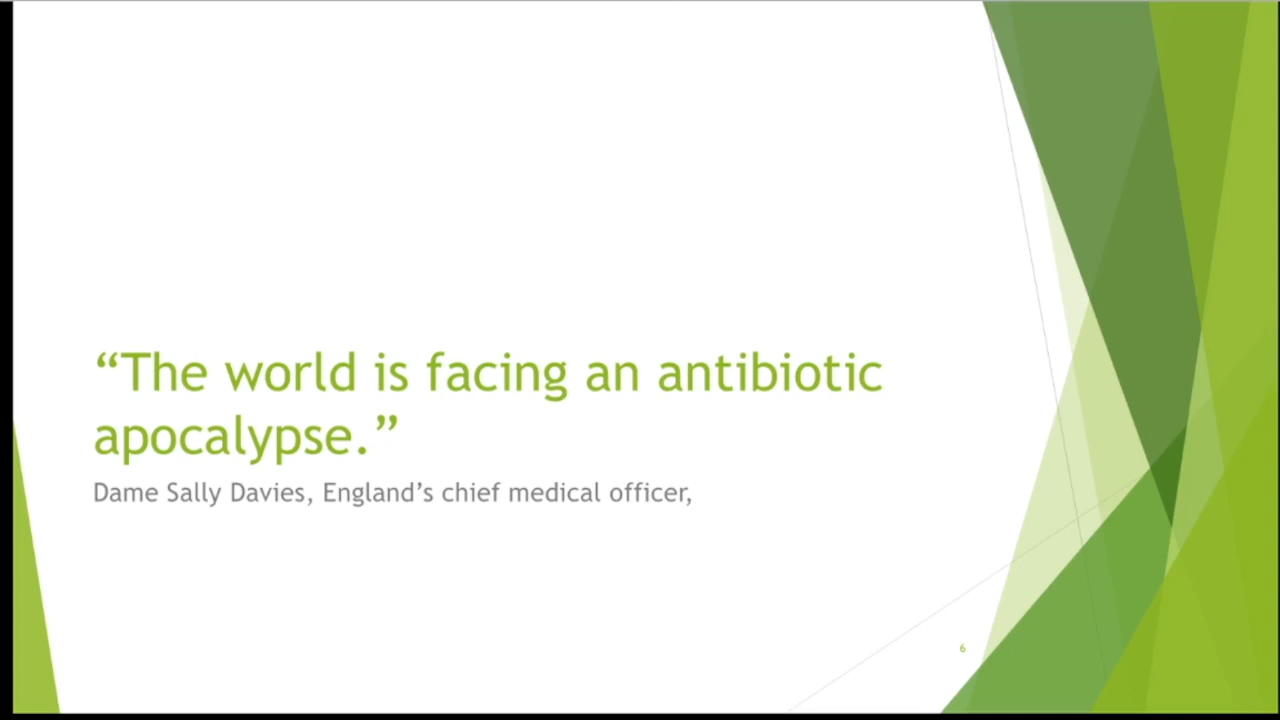 “The world is facing an antibiotic
apocalypse.”
Dame Sally Davies, England’s chief medical officer,
6